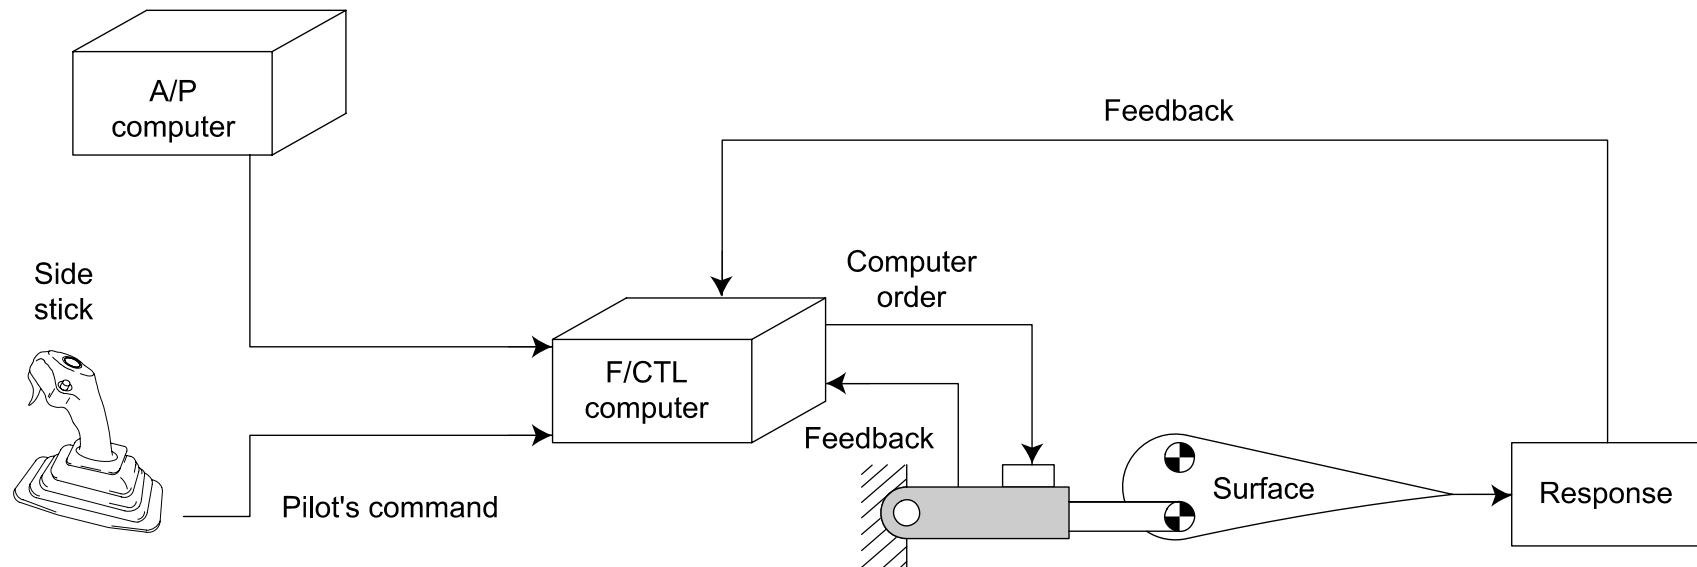 A/P
computer
Feedback
Side
stick
Computer
order
F/CTL
computer
Feedback
Surface
Response
Pilot's command